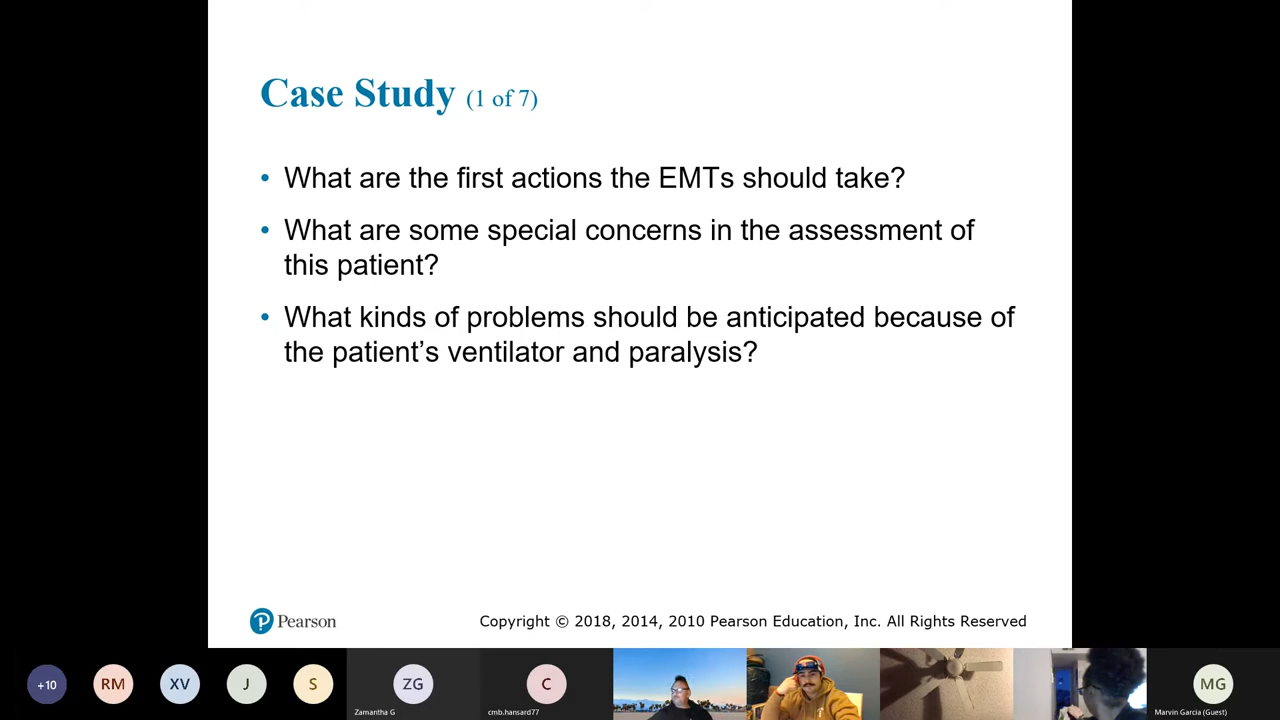 Case Study (1 of 7)
• What are the first actions the EMTs should take?
• What are some special concerns in the assessment of
this patient?
• What kinds of problems should be anticipated because of
the patient’s ventilator and paralysis?
Pearson
Copyright © 2018, 2014, 2010 Pearson Education, Inc. All Rights Reserved
+10 RM XV J S ZG C MG
Zamantha G cmb.hansard77 Marvin Garcia (Guest)